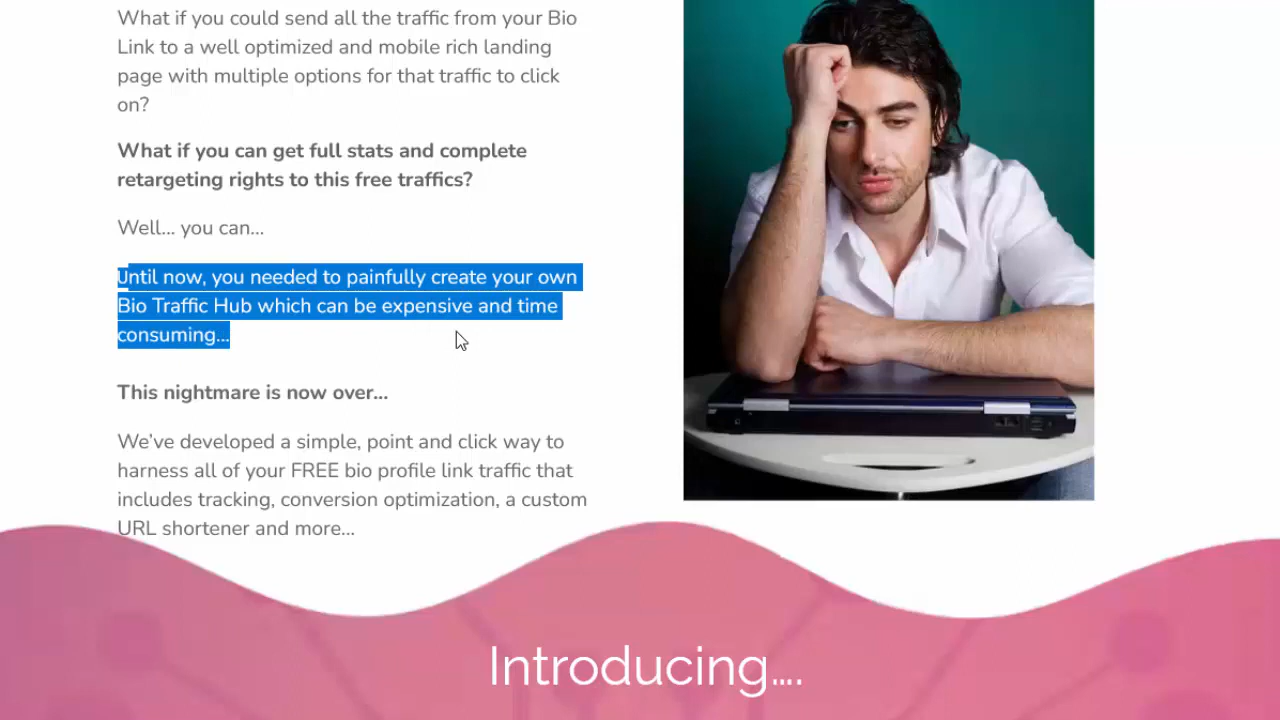 What if you could send all the traffic from your Bio
Link to a well optimized and mobile rich landing
page with multiple options for that traffic to click
on?
What if you can get full stats and complete
retargeting rights to this free traffics?
Well... you can...
Until now, you needed to painfully create your own
Bio Traffic Hub which can be expensive and time
consuming...
This nightmare is now over...
We've developed a simple, point and click way to
harness all of your FREE bio profile link traffic that
includes tracking, conversion optimization, a custom
URL shortener and more...
Introducing....